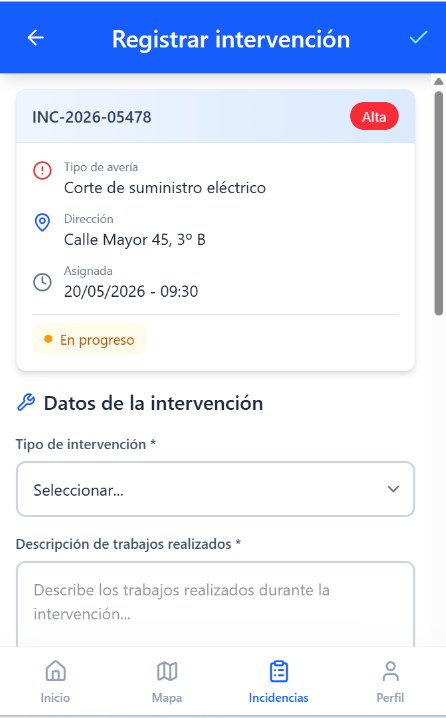 Registrar intervención
INC-2026-05478
Alta
Tipo de avería
Corte de suministro eléctrico
Dirección
Calle Mayor 45, 3º B
Asignada
20/05/2026 - 09:30
En progreso
Datos de la intervención
Tipo de intervención *
Seleccionar...
Descripción de trabajos realizados *
Describe los trabajos realizados durante la
intervención...
Inicio
Mapa
Incidencias
Perfil